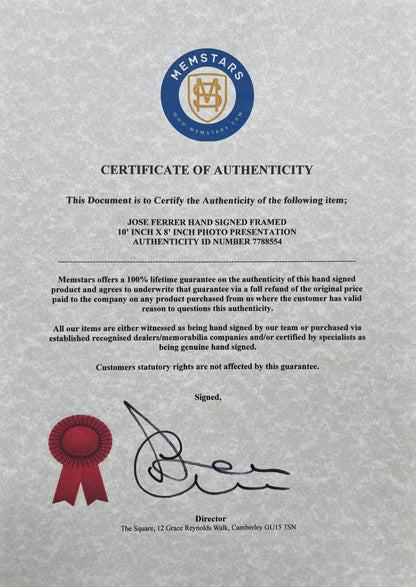 MEMSTARS
MS
WWW.MEMSTARS.COM
CERTIFICATE OF AUTHENTICITY
This Document is to Certify the Authenticity of the following item;
JOSE FERRER HAND SIGNED FRAMED
10' INCH X 8' INCH PHOTO PRESENTATION
AUTHENTICITY ID NUMBER 7788554
Memstars offers a 100% lifetime guarantee on the authenticity of this hand signed
product and agrees to underwrite that guarantee via a full refund of the original price
paid to the company on any product purchased from us where the customer has valid
reason to questions this authenticity.
All our items are either witnessed as being hand signed by our team or purchased via
established recognised dealers/memorabilia companies and/or certified by specialists as
being genuine hand signed.
Customers statutory rights are not affected by this guarantee.
Signed,
Director
The Square, 12 Grace Reynolds Walk, Camberley GU15 3SN